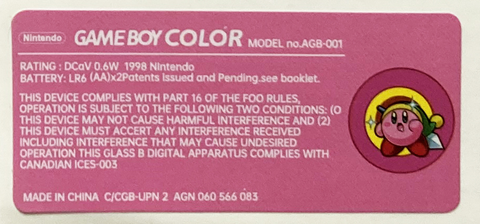 Nintendo GAME BOY COLOR MODEL no.AGB-001
RATING : DCaV 0.6W 1998 Nintendo
BATTERY: LR6 (AA)x2Patents issued and Pending.see booklet.
THIS DEVICE COMPLIES WITH PART 16 OF THE FOO RULES,
OPERATION IS SUBJECT TO THE FOLLOWING TWO CONDITIONS: (O
THIS DEVICE MAY NOT CAUSE HARMFUL INTERFERENCE AND (2)
THIS DEVICE MUST ACCERT ANY INTERFERENCE RECEIVED
INCLUDING INTERFERENCE THAT MAY CAUSE UNDESIRED
OPERATION THIS GLASS B DIGITAL APPARATUS COMPLIES WITH
CANADIAN ICES-003
MADE IN CHINA C/CGB-UPN 2 AGN 060 566 083